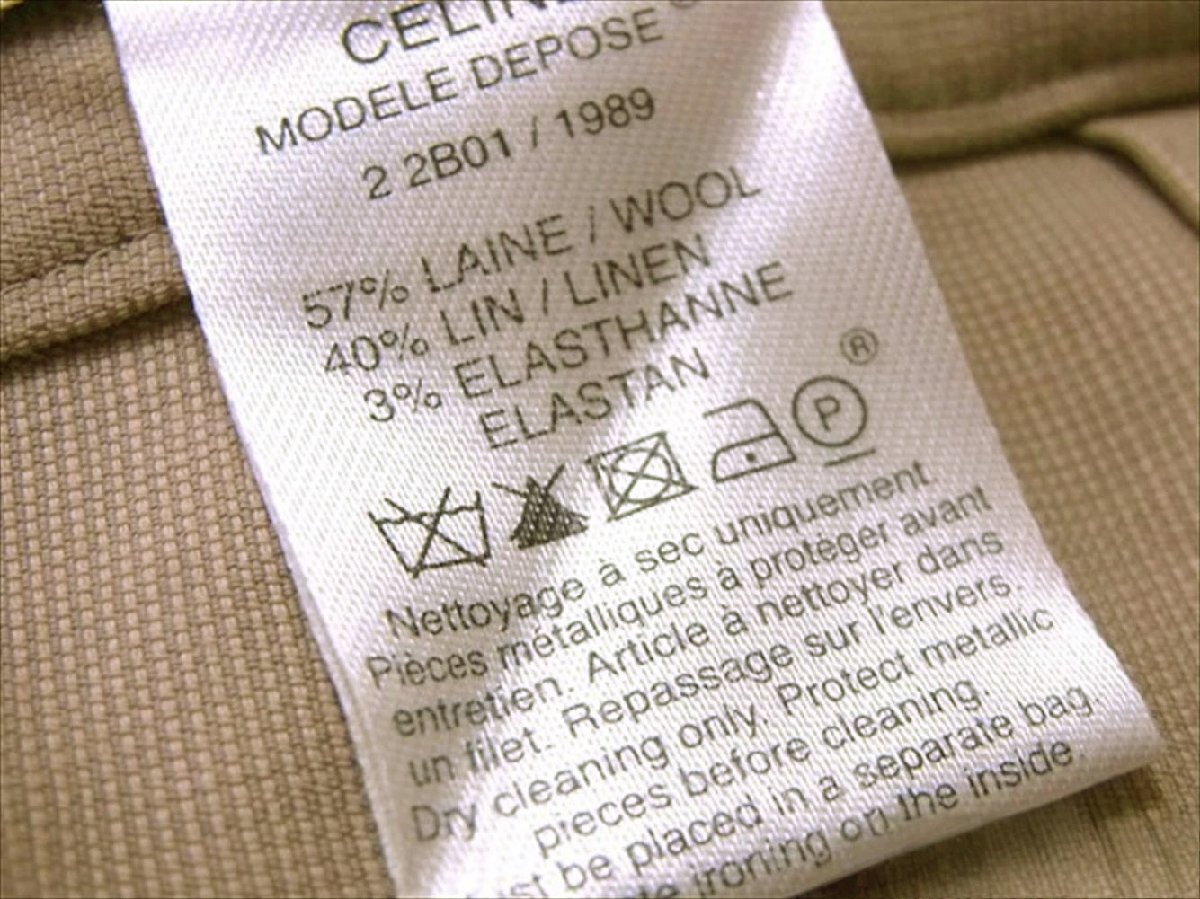 CELINE
MODELE DEPOSE ®
2 2B01 / 1989
57% LAINE / WOOL
40% LIN / LINEN
3% ELASTHANNE
ELASTAN
®
P
Nettoyage à sec uniquement
Pièces métalliques à protéger avant
entretien. Article à nettoyer dans
un filet. Repassage sur l'envers.
Dry cleaning only. Protect metallic
pieces before cleaning.
be placed in a separate bag.
ironing on the inside.